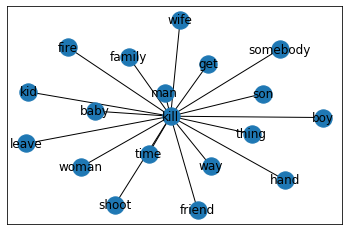 wife
fire
family
somebody
get
kid
man
son
baby
kill
boy
thing
leave
time
woman
way
hand
shoot
friend